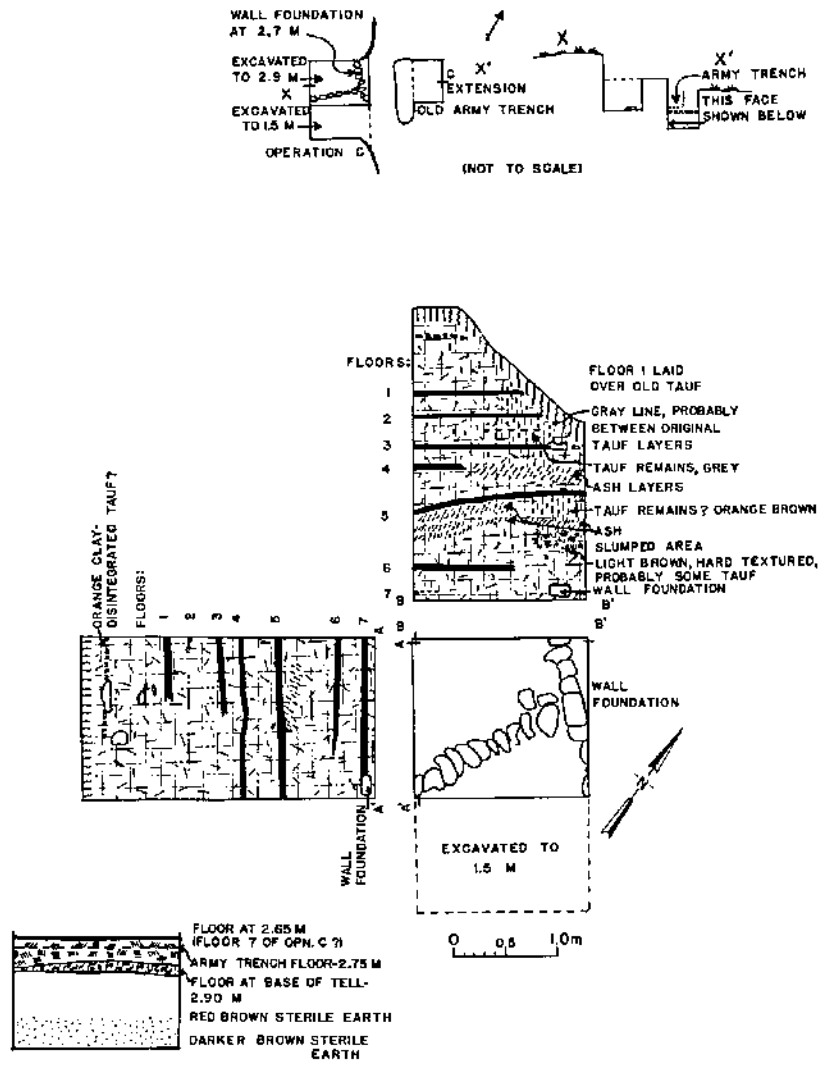 WALL FOUNDATION
AT 2.7 M
EXCAVATED
TO 2.9 M
X
EXCAVATED
TO 1.5 M
OPERATION C
C X'
EXTENSION
OLD ARMY TRENCH
X
X'
ARMY TRENCH
THIS FACE
SHOWN BELOW
(NOT TO SCALE)
FLOORS:
1
2
3
4
5
6
7
B
B'
FLOOR 1 LAID
OVER OLD TAUF
GRAY LINE, PROBABLY
BETWEEN ORIGINAL
TAUF LAYERS
TAUF REMAINS, GREY
ASH LAYERS
TAUF REMAINS? ORANGE BROWN
ASH
SLUMPED AREA
LIGHT BROWN, HARD TEXTURED,
PROBABLY SOME TAUF
WALL FOUNDATION
ORANGE CLAY-
DISINTEGRATED TAUF?
FLOORS:
1
2
3
4
5
6
7
A
A'
WALL
FOUNDATION
B
B'
A
A'
WALL
FOUNDATION
EXCAVATED TO
1.5 M
N
0 0.5 1.0m
FLOOR AT 2.65 M
(FLOOR 7 OF OPN. C ?)
ARMY TRENCH FLOOR-2.75 M
FLOOR AT BASE OF TELL-
2.90 M
RED BROWN STERILE EARTH
DARKER BROWN STERILE
EARTH